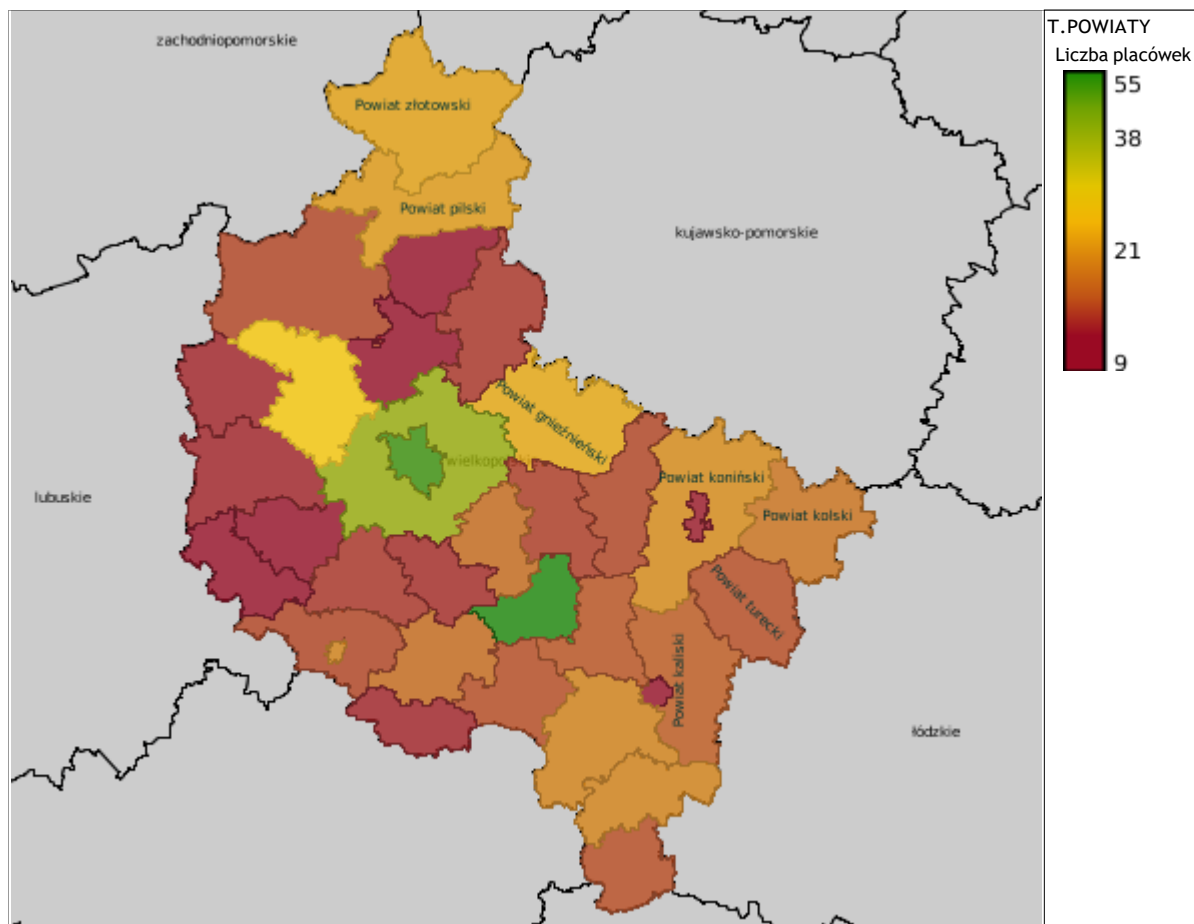 zachodniopomorskie
Powiat złotowski
Powiat pilski
kujawsko-pomorskie
Powiat gnieźnieński
wielkopolskie
Powiat koniński
lubuskie
Powiat kolski
Powiat turecki
Powiat kaliski
łódzkie
T.POWIATY
Liczba placówek
55
38
21
9